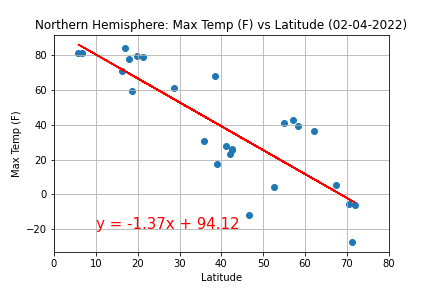 Northern Hemisphere: Max Temp (F) vs Latitude (02-04-2022)
80
60
40
20
0
−20
Max Temp (F)
y = -1.37x + 94.12
0 10 20 30 40 50 60 70 80
Latitude